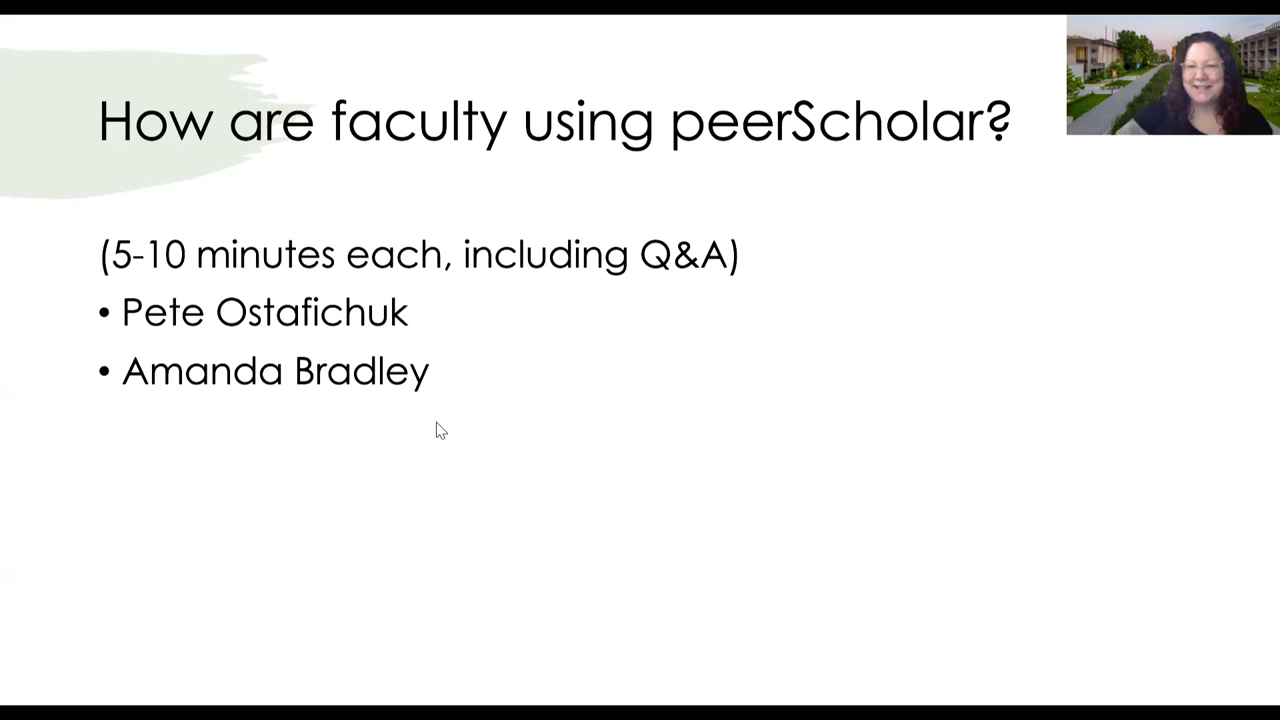 How are faculty using peerScholar?
(5-10 minutes each, including Q&A)
• Pete Ostafichuk
• Amanda Bradley